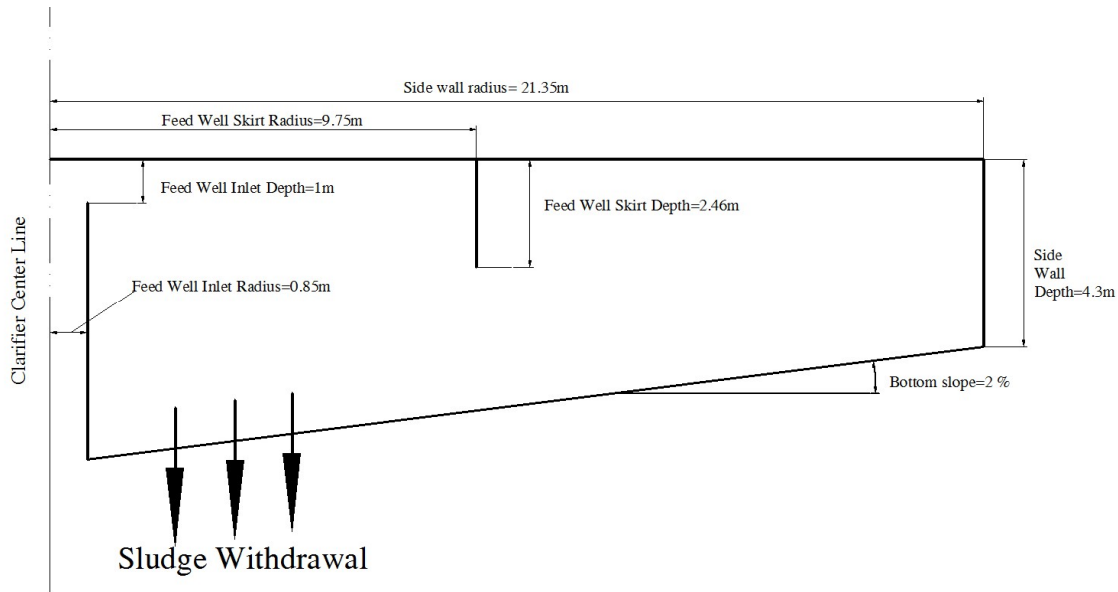 Side wall radius= 21.35m
Feed Well Skirt Radius=9.75m
Feed Well Inlet Depth=1m
Feed Well Skirt Depth=2.46m
Side
Wall
Depth=4.3m
Feed Well Inlet Radius=0.85m
Clarifier Center Line
Bottom slope=2 %
Sludge Withdrawal